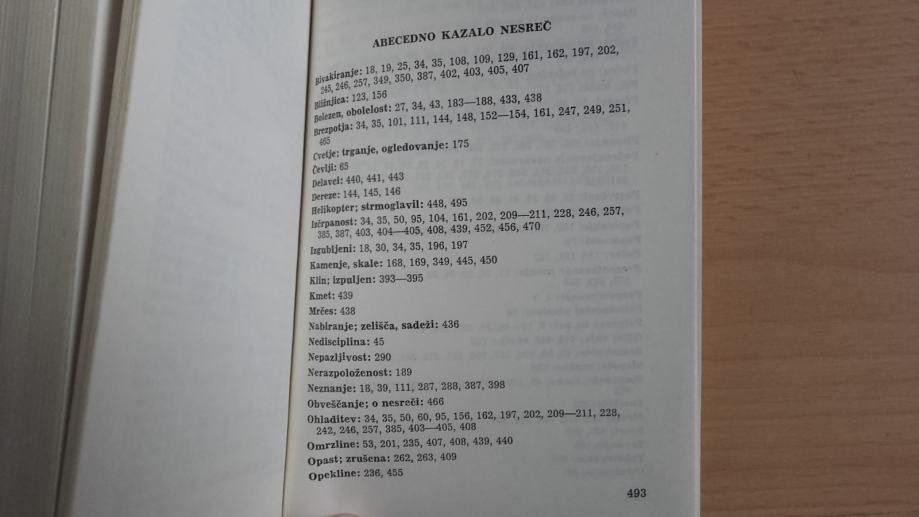 ABECEDNO KAZALO NESREČ
Bivakiranje: 18, 19, 25, 34, 35, 108, 109, 129, 161, 162, 197, 202,
245, 246, 257, 349, 350, 387, 402, 403, 405, 407
Bližnjica: 123, 156
Bolezen, obolelost: 27, 34, 43, 183—188, 433, 438
Brezpotja: 34, 35, 101, 111, 144, 148, 152—154, 161, 247, 249, 251,
465
Cvetje; trganje, ogledovanje: 175
Čevlji: 65
Delavci: 440, 441, 443
Dereze: 144, 145, 146
Helikopter; strmoglavil: 448, 495
Izčrpanost: 34, 35, 50, 95, 104, 161, 202, 209—211, 228, 246, 257,
385, 387, 403, 404—405, 408, 439, 452, 456, 470
Izgubljeni: 18, 30, 34, 35, 196, 197
Kamenje, skale: 168, 169, 349, 445, 450
Klin; izpuljen: 393—395
Kmet: 439
Mrčes: 438
Nabiranje; zelišča, sadeži: 436
Nedisciplina: 45
Nepazljivost: 290
Nerazpoloženost: 189
Neznanje: 18, 39, 111, 287, 288, 387, 398
Obveščanje; o nesreči: 466
Ohladitev: 34, 35, 50, 60, 95, 156, 162, 197, 202, 209—211, 228,
242, 246, 257, 385, 403—405, 408
Omrzline: 53, 201, 235, 407, 408, 439, 440
Opast; zrušena: 262, 263, 409
Opekline: 236, 455
493